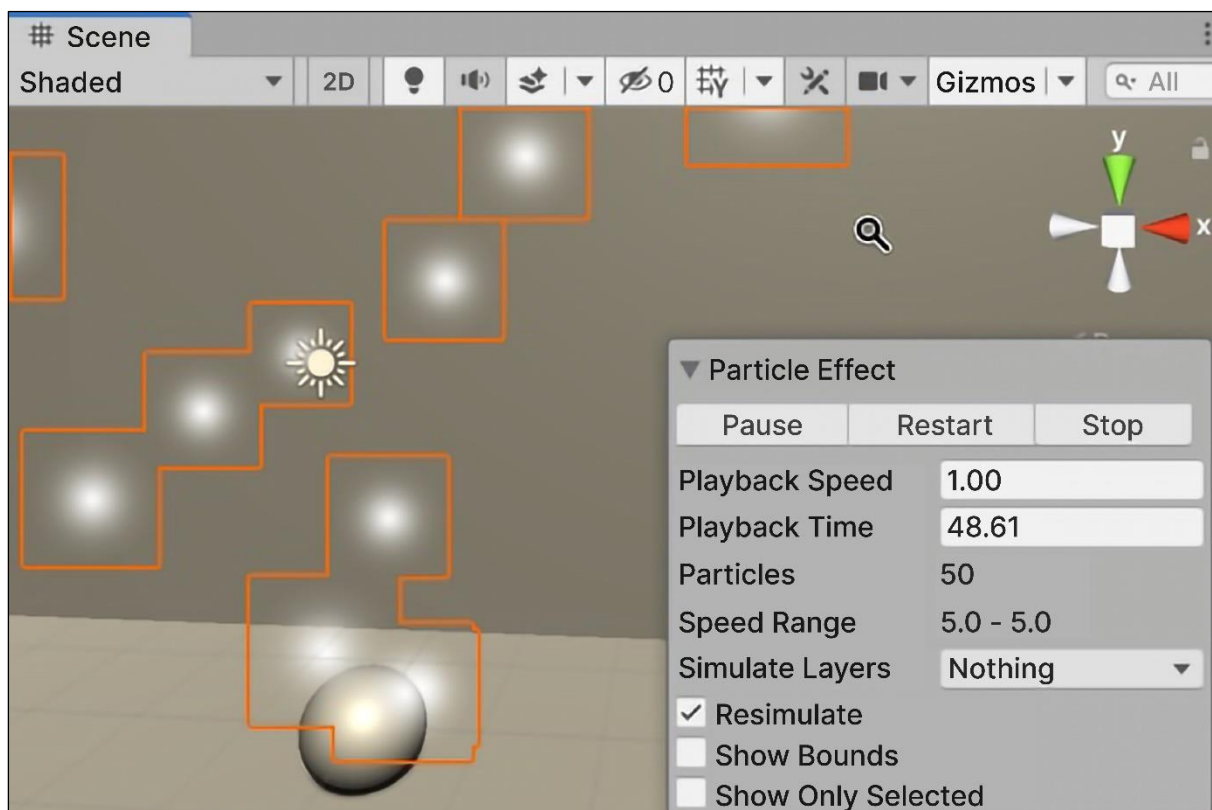 Scene
Shaded 2D 0 Gizmos All
y
x
Particle Effect
Pause Restart Stop
Playback Speed 1.00
Playback Time 48.61
Particles 50
Speed Range 5.0 - 5.0
Simulate Layers Nothing
Resimulate
Show Bounds
Show Only Selected